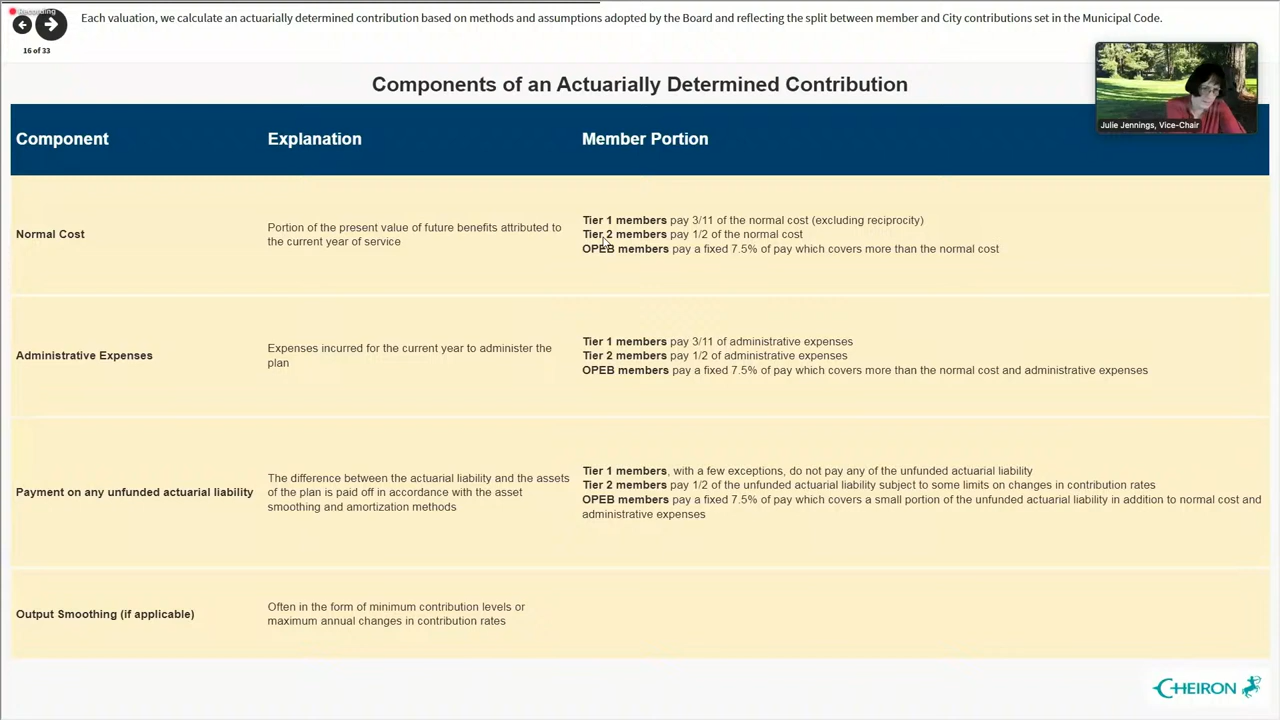 Recording
Each valuation, we calculate an actuarially determined contribution based on methods and assumptions adopted by the Board and reflecting the split between member and City contributions set in the Municipal Code.
16 of 33
Components of an Actuarially Determined Contribution
Julie Jennings, Vice-Chair
Component
Explanation
Member Portion
Normal Cost
Portion of the present value of future benefits attributed to
the current year of service
Tier 1 members pay 3/11 of the normal cost (excluding reciprocity)
Tier 2 members pay 1/2 of the normal cost
OPEB members pay a fixed 7.5% of pay which covers more than the normal cost
Administrative Expenses
Expenses incurred for the current year to administer the
plan
Tier 1 members pay 3/11 of administrative expenses
Tier 2 members pay 1/2 of administrative expenses
OPEB members pay a fixed 7.5% of pay which covers more than the normal cost and administrative expenses
Payment on any unfunded actuarial liability
The difference between the actuarial liability and the assets
of the plan is paid off in accordance with the asset
smoothing and amortization methods
Tier 1 members, with a few exceptions, do not pay any of the unfunded actuarial liability
Tier 2 members pay 1/2 of the unfunded actuarial liability subject to some limits on changes in contribution rates
OPEB members pay a fixed 7.5% of pay which covers a small portion of the unfunded actuarial liability in addition to normal cost and
administrative expenses
Output Smoothing (if applicable)
Often in the form of minimum contribution levels or
maximum annual changes in contribution rates
CHEIRON